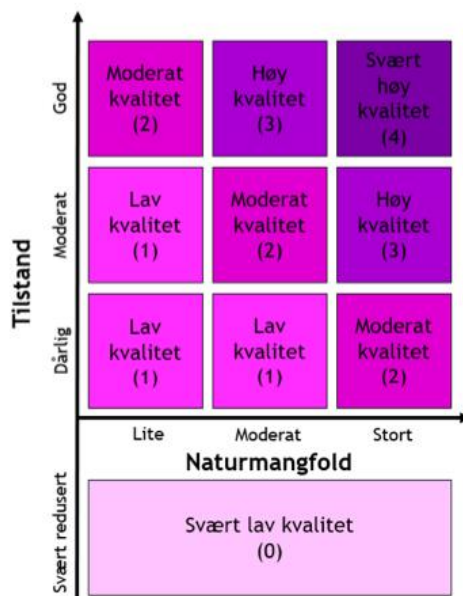 Tilstand
God
Moderat
kvalitet
(2)
Høy
kvalitet
(3)
Svært
høy
kvalitet
(4)
Moderat
Lav
kvalitet
(1)
Moderat
kvalitet
(2)
Høy
kvalitet
(3)
Dårlig
Lav
kvalitet
(1)
Lav
kvalitet
(1)
Moderat
kvalitet
(2)
Lite
Moderat
Stort
Naturmangfold
Svært redusert
Svært lav kvalitet
(0)